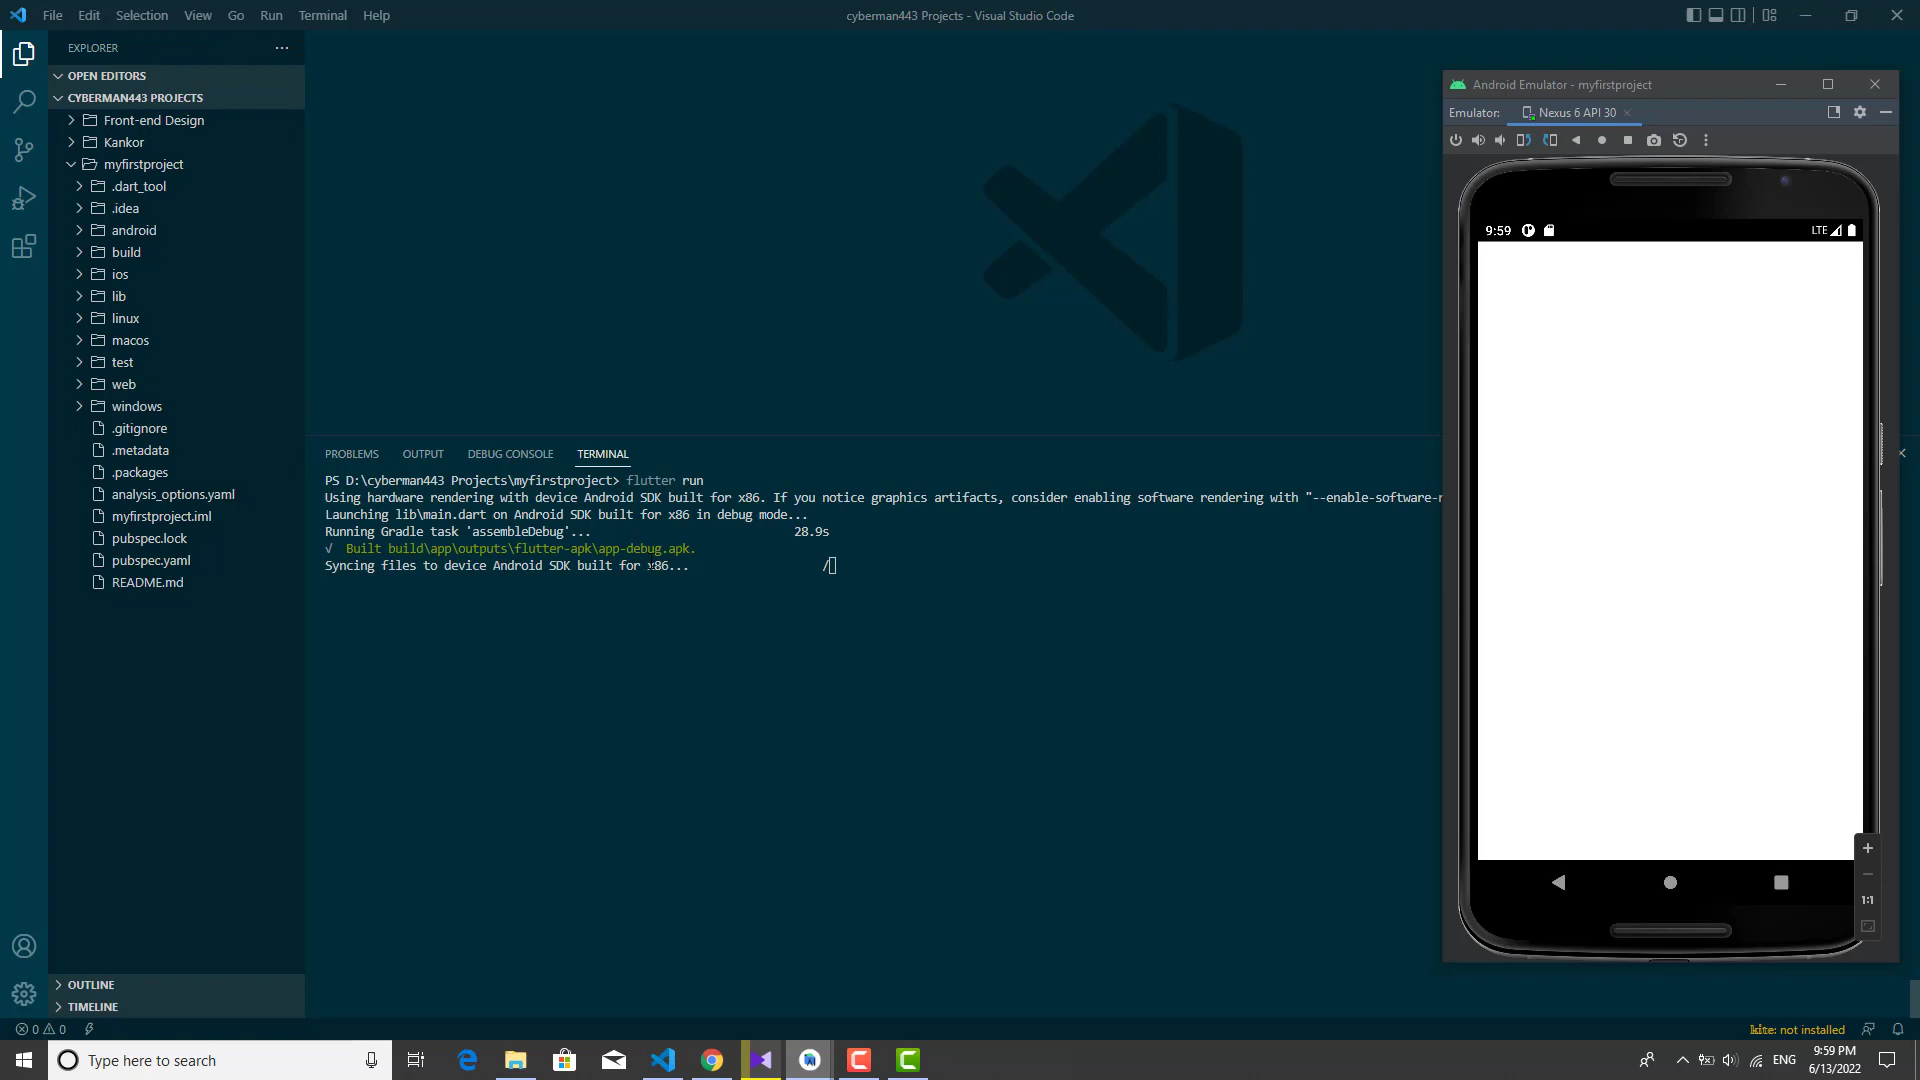 File Edit Selection View Go Run Terminal Help
cyberman443 Projects - Visual Studio Code
EXPLORER
OPEN EDITORS
CYBERMAN443 PROJECTS
Front-end Design
Kankor
myfirstproject
.dart_tool
.idea
android
build
ios
lib
linux
macos
test
web
windows
.gitignore
.metadata
.packages
analysis_options.yaml
myfirstproject.iml
pubspec.lock
pubspec.yaml
README.md
OUTLINE
TIMELINE
PROBLEMS OUTPUT DEBUG CONSOLE TERMINAL
PS D:\cyberman443 Projects\myfirstproject> flutter run
Using hardware rendering with device Android SDK built for x86. If you notice graphics artifacts, consider enabling software rendering with "--enable-software-r
Launching lib\main.dart on Android SDK built for x86 in debug mode...
Running Gradle task 'assembleDebug'... 28.9s
√ Built build\app\outputs\flutter-apk\app-debug.apk.
Syncing files to device Android SDK built for x86... /
Android Emulator - myfirstproject
Emulator: Nexus 6 API 30
9:59 LTE
1:1
0 0
kite: not installed
Type here to search
ENG
9:59 PM
6/13/2022